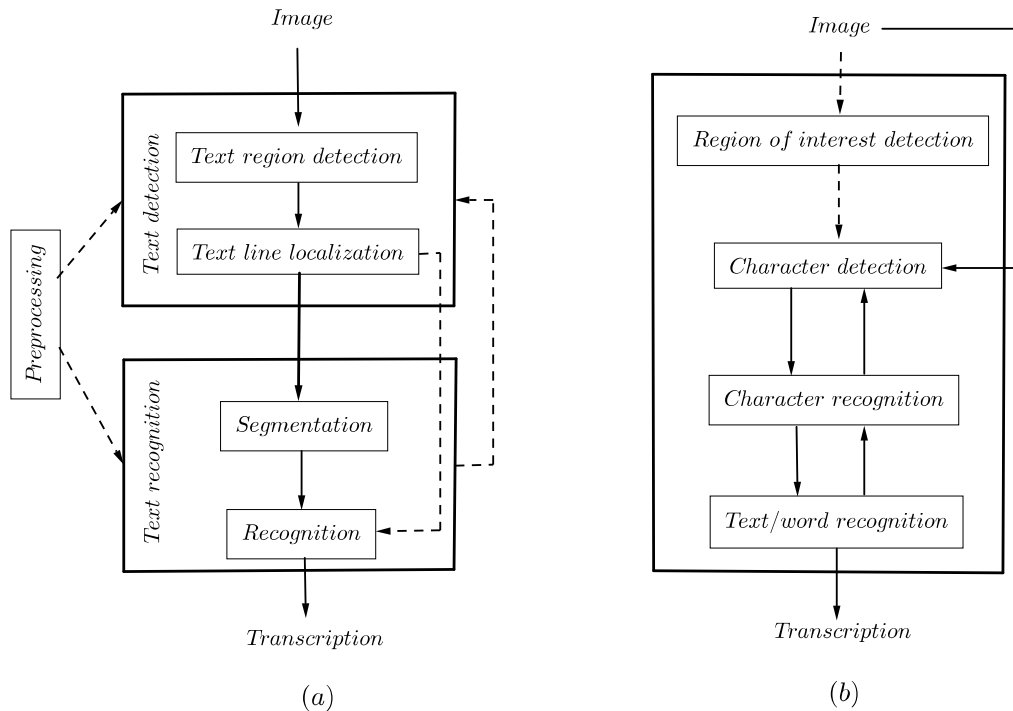 Image
Text detection
Text region detection
Text line localization
Preprocessing
Text recognition
Segmentation
Recognition
Transcription
(a)
Image
Region of interest detection
Character detection
Character recognition
Text/word recognition
Transcription
(b)